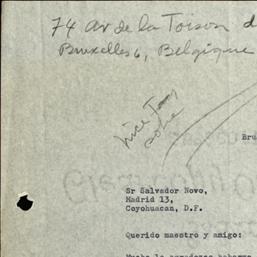 74 av de la Toison d
Bruxelles 6, Belgique
Bru
Sr Salvador Novo,
Madrid 13,
Coyohuacan, D.F.
Querido maestro y amigo: